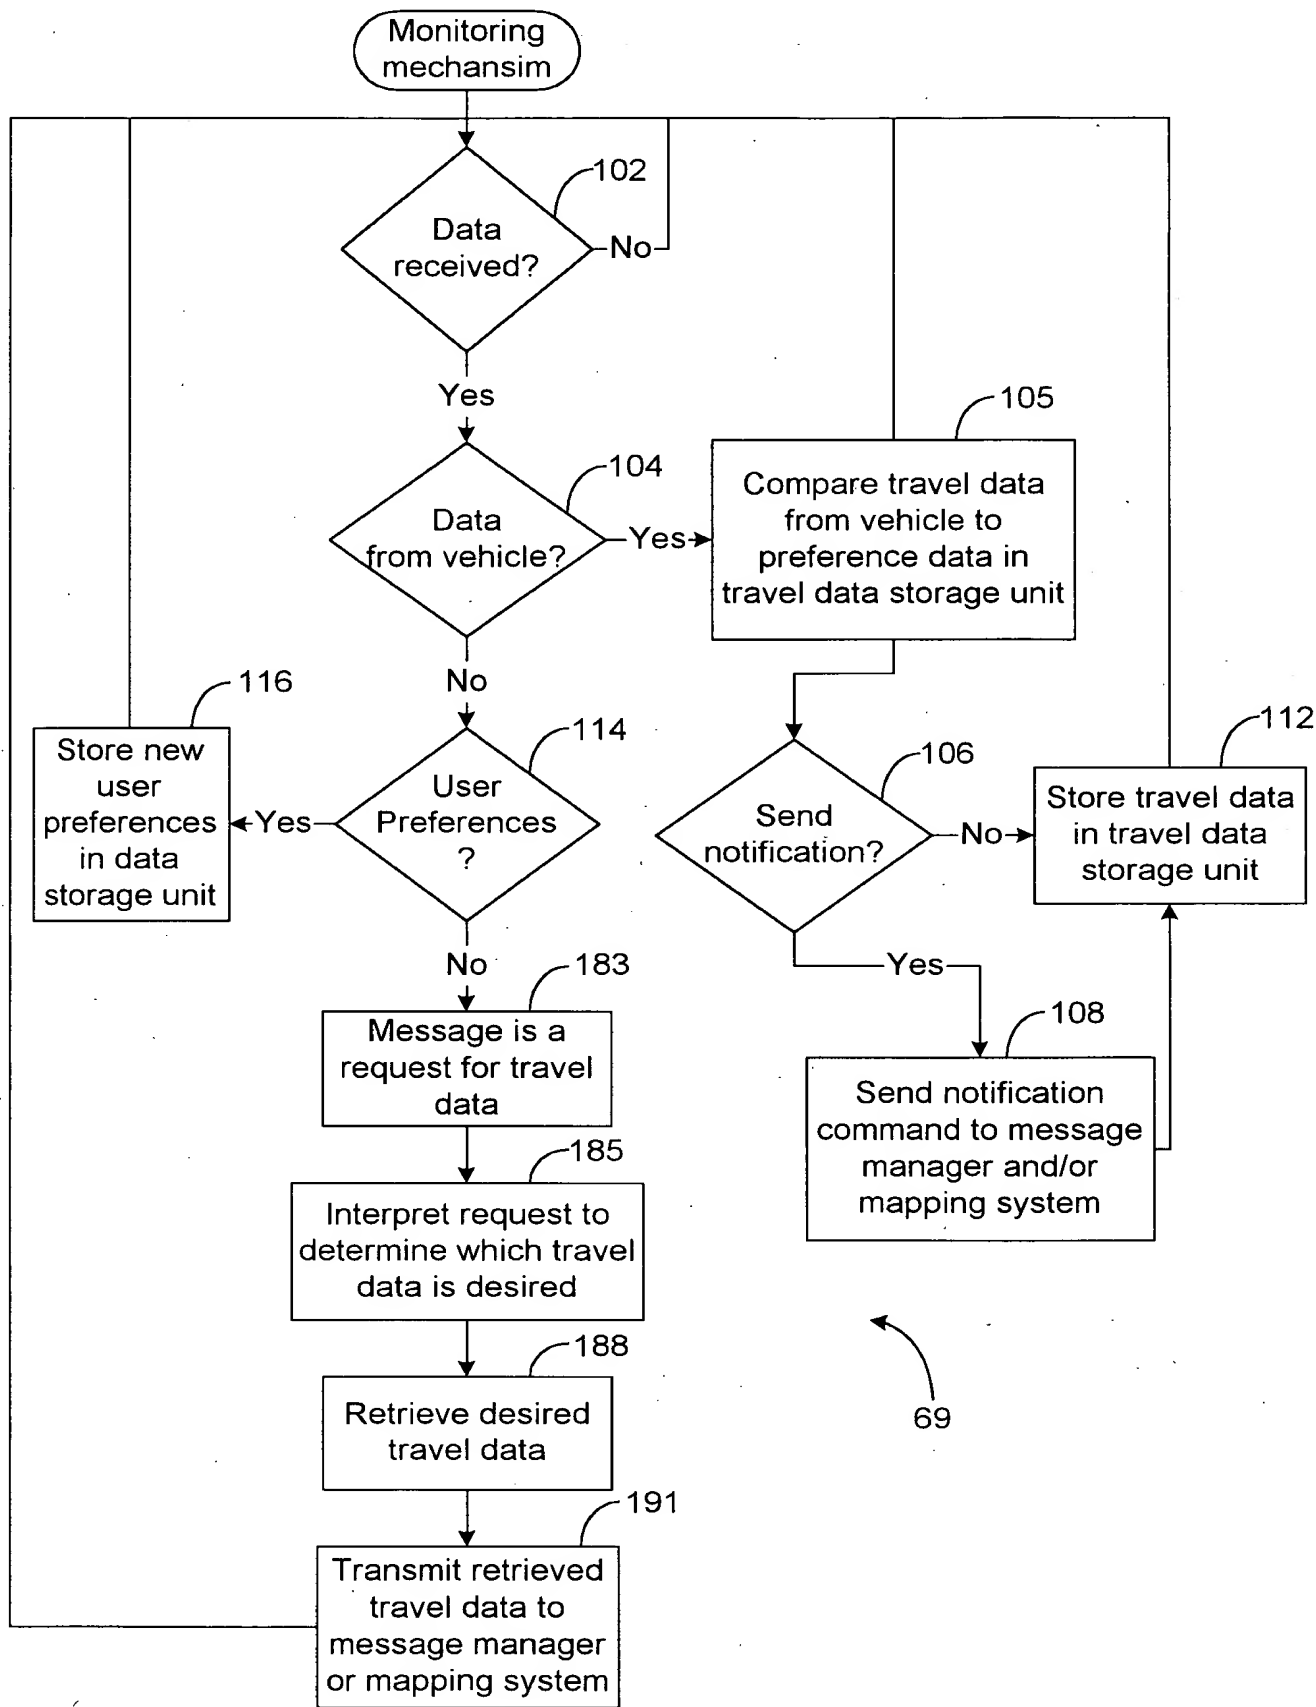 Monitoring
mechansim
102
Data
received?
No
Yes
104
Data
from vehicle?
Yes
105
Compare travel data
from vehicle to
preference data in
travel data storage unit
No
116
Store new
user
preferences
in data
storage unit
Yes
114
User
Preferences
?
106
Send
notification?
No
112
Store travel data
in travel data
storage unit
Yes
108
Send notification
command to message
manager and/or
mapping system
No
183
Message is a
request for travel
data
185
Interpret request to
determine which travel
data is desired
188
Retrieve desired
travel data
69
191
Transmit retrieved
travel data to
message manager
or mapping system